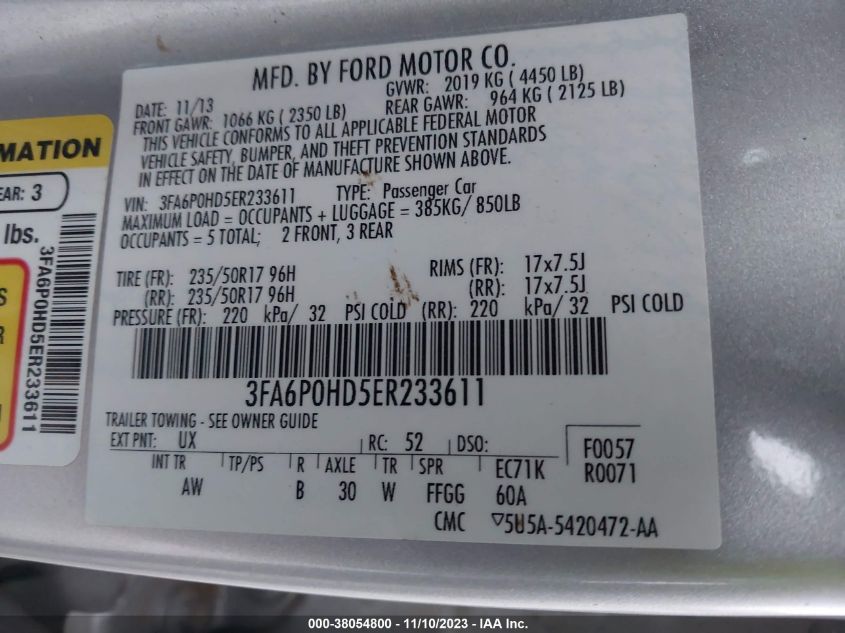 MFD. BY FORD MOTOR CO.
DATE: 11/13 GVWR: 2019 KG ( 4450 LB)
FRONT GAWR: 1066 KG ( 2350 LB) REAR GAWR: 964 KG ( 2125 LB)
THIS VEHICLE CONFORMS TO ALL APPLICABLE FEDERAL MOTOR
VEHICLE SAFETY, BUMPER, AND THEFT PREVENTION STANDARDS
IN EFFECT ON THE DATE OF MANUFACTURE SHOWN ABOVE.
VIN: 3FA6P0HD5ER233611 TYPE: Passenger Car
MAXIMUM LOAD = OCCUPANTS + LUGGAGE = 385KG/ 850LB
OCCUPANTS = 5 TOTAL; 2 FRONT, 3 REAR
TIRE (FR): 235/50R17 96H RIMS (FR): 17x7.5J
(RR): 235/50R17 96H (RR): 17x7.5J
PRESSURE (FR): 220 kPa/ 32 PSI COLD (RR): 220 kPa/ 32 PSI COLD
3FA6P0HD5ER233611
TRAILER TOWING - SEE OWNER GUIDE
EXT PNT: UX RC: 52 DSO: F0057
R0071
INT TR TP/PS R AXLE TR SPR EC71K
AW B 30 W FFGG 60A
CMC ▽5U5A-5420472-AA
MATION
EAR: 3
lbs.
3FA6P0HD5ER233611
000-38054800 - 11/10/2023 - IAA Inc.